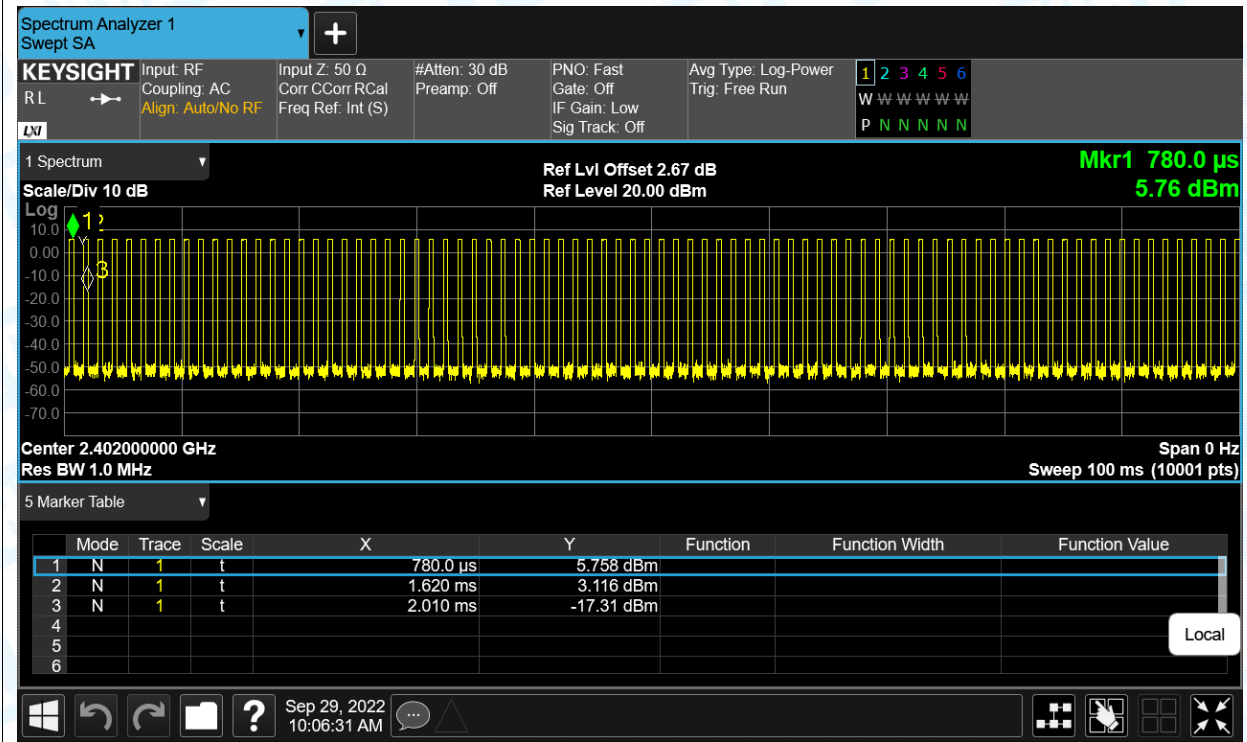 Spectrum Analyzer 1
Swept SA
KEYSIGHT
R L
LXI
Input: RF
Coupling: AC
Align: Auto/No RF
Input Z: 50 Ω
Corr CCorr RCal
Freq Ref: Int (S)
#Atten: 30 dB
Preamp: Off
PNO: Fast
Gate: Off
IF Gain: Low
Sig Track: Off
Avg Type: Log-Power
Trig: Free Run
1 2 3 4 5 6
W W W W W W
P N N N N N
1 Spectrum
Scale/Div 10 dB
Ref Lvl Offset 2.67 dB
Ref Level 20.00 dBm
Mkr1 780.0 µs
5.76 dBm
Log
10.0
0.00
-10.0
-20.0
-30.0
-40.0
-50.0
-60.0
-70.0
1
3
Center 2.402000000 GHz
Span 0 Hz
Res BW 1.0 MHz
Sweep 100 ms (10001 pts)
5 Marker Table
Mode Trace Scale X Y Function Function Width Function Value
1 N 1 t 780.0 µs 5.758 dBm
2 N 1 t 1.620 ms 3.116 dBm
3 N 1 t 2.010 ms -17.31 dBm
4
5
6
Local
?
Sep 29, 2022
10:06:31 AM